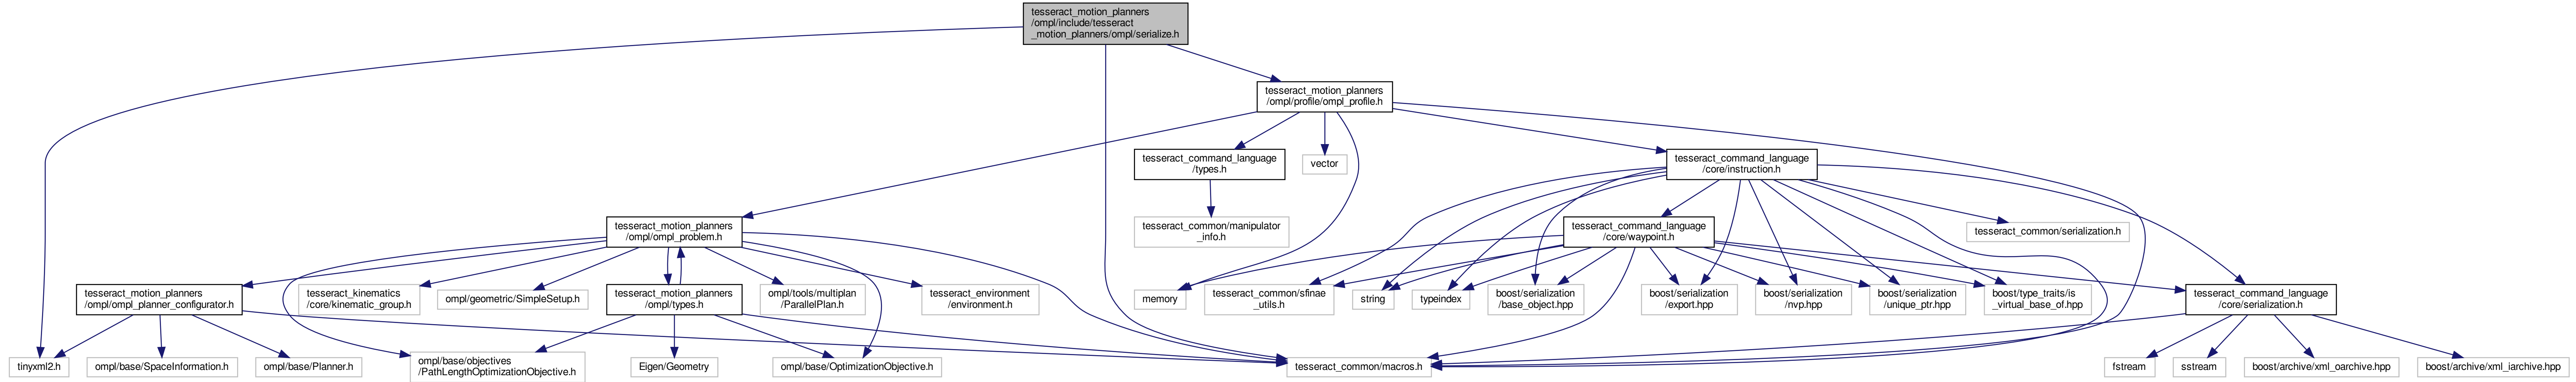 tesseract_motion_planners
/ompl/include/tesseract
_motion_planners/ompl/serialize.h
tesseract_motion_planners
/ompl/profile/ompl_profile.h
tesseract_command_language
/types.h
vector
tesseract_command_language
/core/instruction.h
tesseract_motion_planners
/ompl/ompl_problem.h
tesseract_common/manipulator
_info.h
tesseract_command_language
/core/waypoint.h
tesseract_common/serialization.h
tesseract_motion_planners
/ompl/ompl_planner_configurator.h
tesseract_kinematics
/core/kinematic_group.h
ompl/geometric/SimpleSetup.h
tesseract_motion_planners
/ompl/types.h
ompl/tools/multiplan
/ParallelPlan.h
tesseract_environment
/environment.h
memory
tesseract_common/sfinae
_utils.h
string
typeindex
boost/serialization
/base_object.hpp
boost/serialization
/export.hpp
boost/serialization
/nvp.hpp
boost/serialization
/unique_ptr.hpp
boost/type_traits/is
_virtual_base_of.hpp
tesseract_command_language
/core/serialization.h
tinyxml2.h
ompl/base/SpaceInformation.h
ompl/base/Planner.h
ompl/base/objectives
/PathLengthOptimizationObjective.h
Eigen/Geometry
ompl/base/OptimizationObjective.h
tesseract_common/macros.h
fstream
sstream
boost/archive/xml_oarchive.hpp
boost/archive/xml_iarchive.hpp